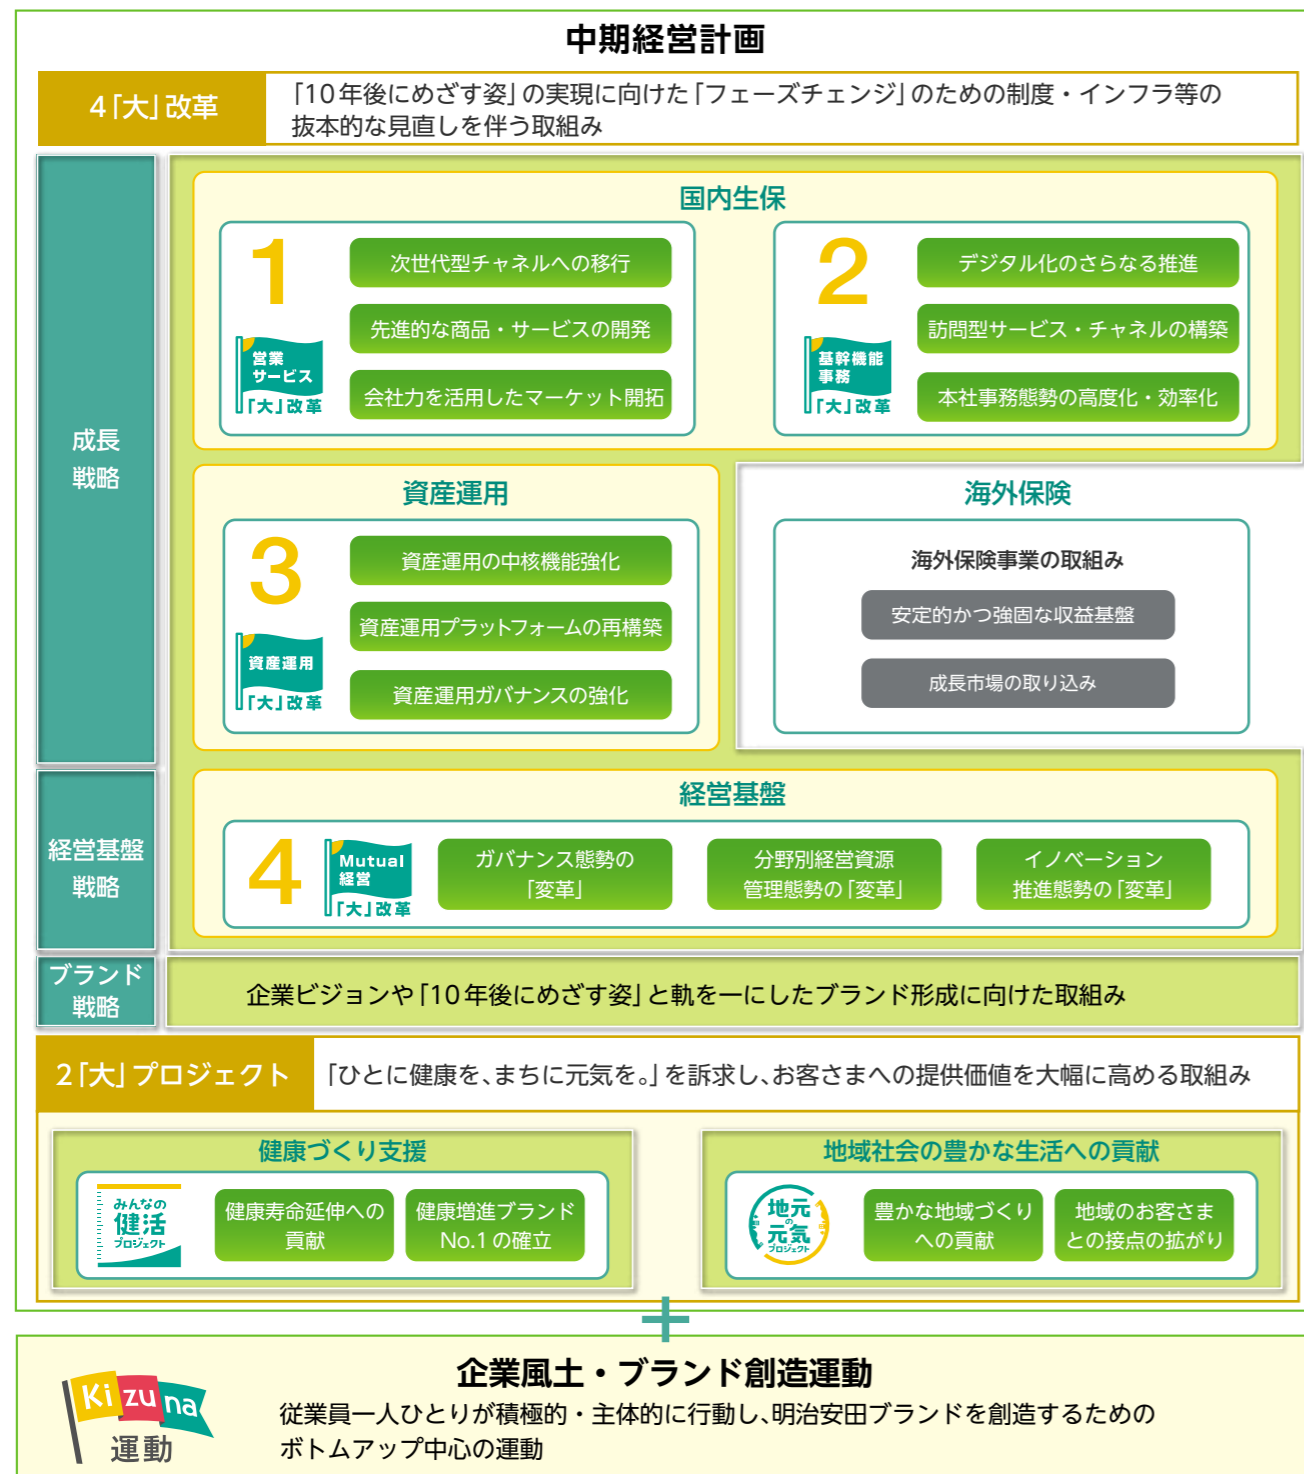 中期経営計画
4「大」改革
「10年後にめざす姿」の実現に向けた「フェーズチェンジ」のための制度・インフラ等の
抜本的な見直しを伴う取組み
成長
戦略
国内生保
1
営業
サービス
「大」改革
次世代型チャネルへの移行
先進的な商品・サービスの開発
会社力を活用したマーケット開拓
2
基幹機能
事務
「大」改革
デジタル化のさらなる推進
訪問型サービス・チャネルの構築
本社事務態勢の高度化・効率化
資産運用
3
資産運用
「大」改革
資産運用の中核機能強化
資産運用プラットフォームの再構築
資産運用ガバナンスの強化
海外保険
海外保険事業の取組み
安定的かつ強固な収益基盤
成長市場の取り込み
経営基盤
戦略
経営基盤
4
Mutual
経営
「大」改革
ガバナンス態勢の
「変革」
分野別経営資源
管理態勢の「変革」
イノベーション
推進態勢の「変革」
ブランド
戦略
企業ビジョンや「10年後にめざす姿」と軌を一にしたブランド形成に向けた取組み
2「大」プロジェクト
「ひとに健康を、まちに元気を。」を訴求し、お客さまへの提供価値を大幅に高める取組み
健康づくり支援
みんなの
健活
プロジェクト
健康寿命延伸への
貢献
健康増進ブランド
No.1の確立
地域社会の豊かな生活への貢献
地元
の
元気
プロジェクト
豊かな地域づくり
への貢献
地域のお客さま
との接点の拡がり
+
Kizuna
運動
企業風土・ブランド創造運動
従業員一人ひとりが積極的・主体的に行動し、明治安田ブランドを創造するための
ボトムアップ中心の運動